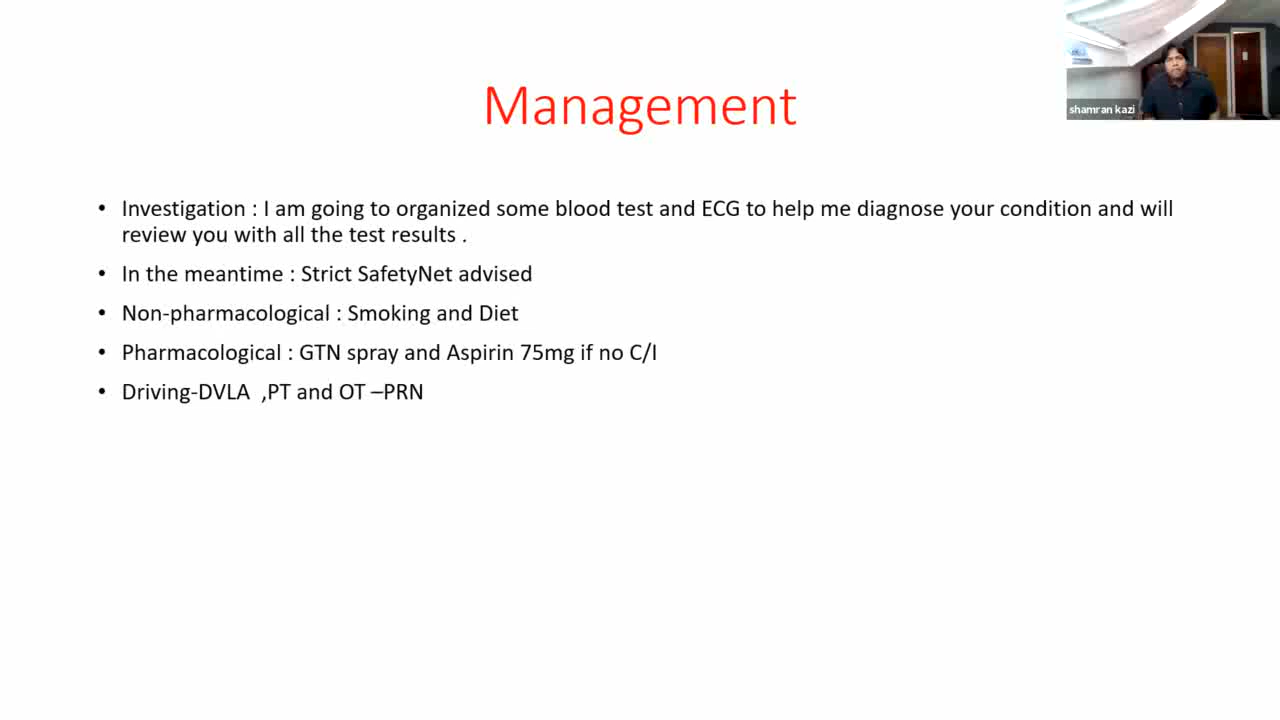 Management
shamran kazi
• Investigation : I am going to organized some blood test and ECG to help me diagnose your condition and will
review you with all the test results .
• In the meantime : Strict SafetyNet advised
• Non-pharmacological : Smoking and Diet
• Pharmacological : GTN spray and Aspirin 75mg if no C/I
• Driving-DVLA ,PT and OT –PRN